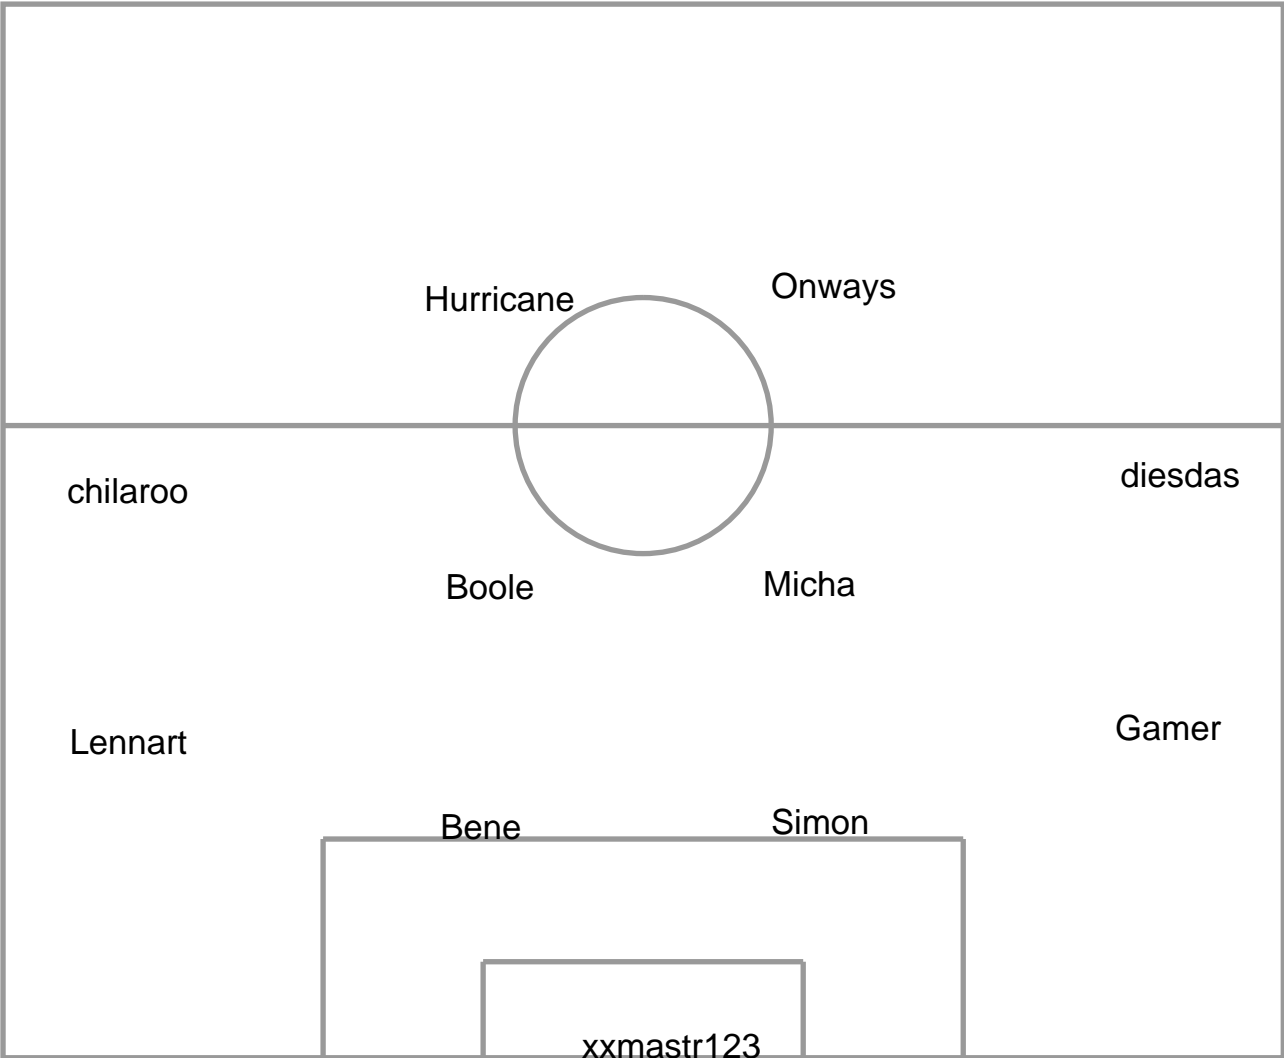 Hurricane
Onways
chilaroo
diesdas
Boole
Micha
Lennart
Gamer
Bene
Simon
xxmastr123